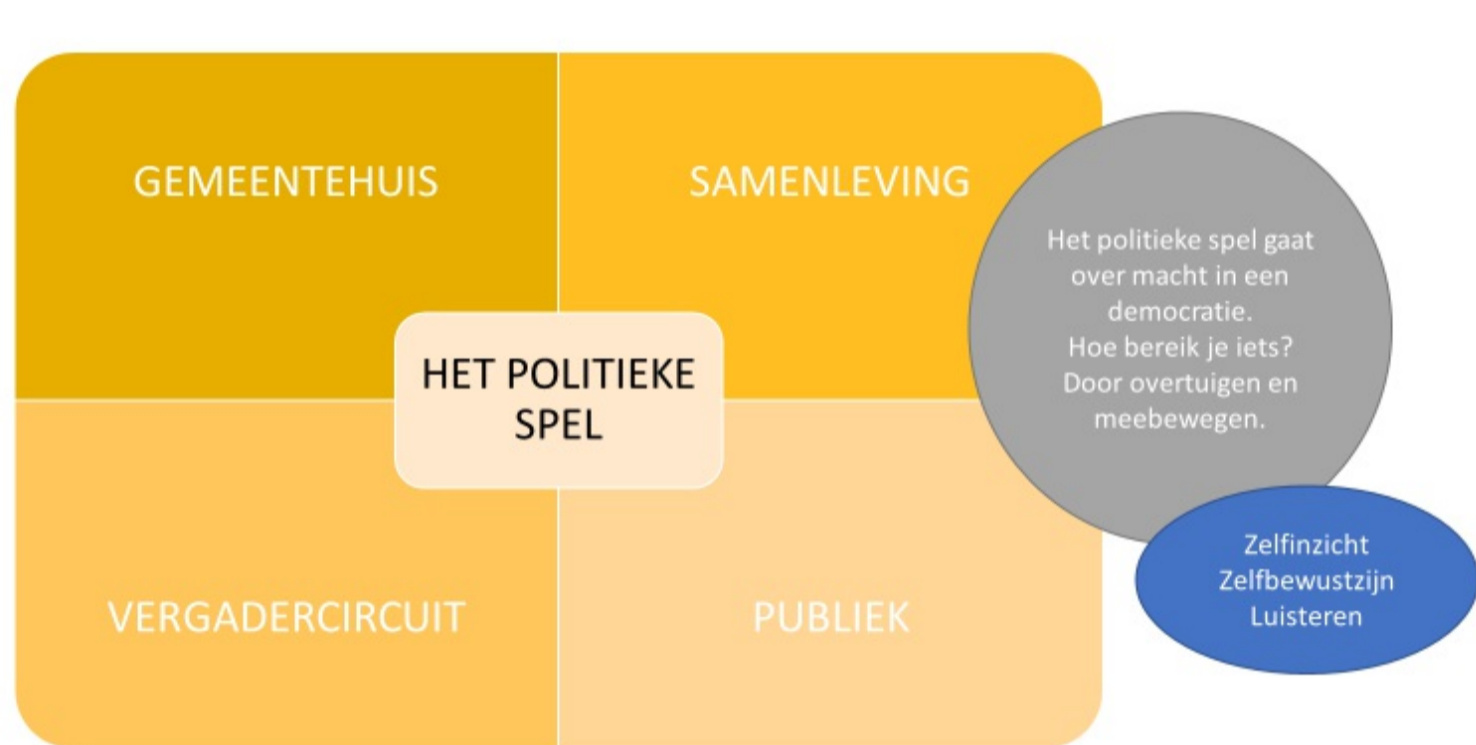 GEMEENTEHUIS
SAMENLEVING
HET POLITIEKE
SPEL
VERGADERCIRCUIT
PUBLIEK
Het politieke spel gaat
over macht in een
democratie.
Hoe bereik je iets?
Door overtuigen en
meebewegen.
Zelfinzicht
Zelfbewustzijn
Luisteren